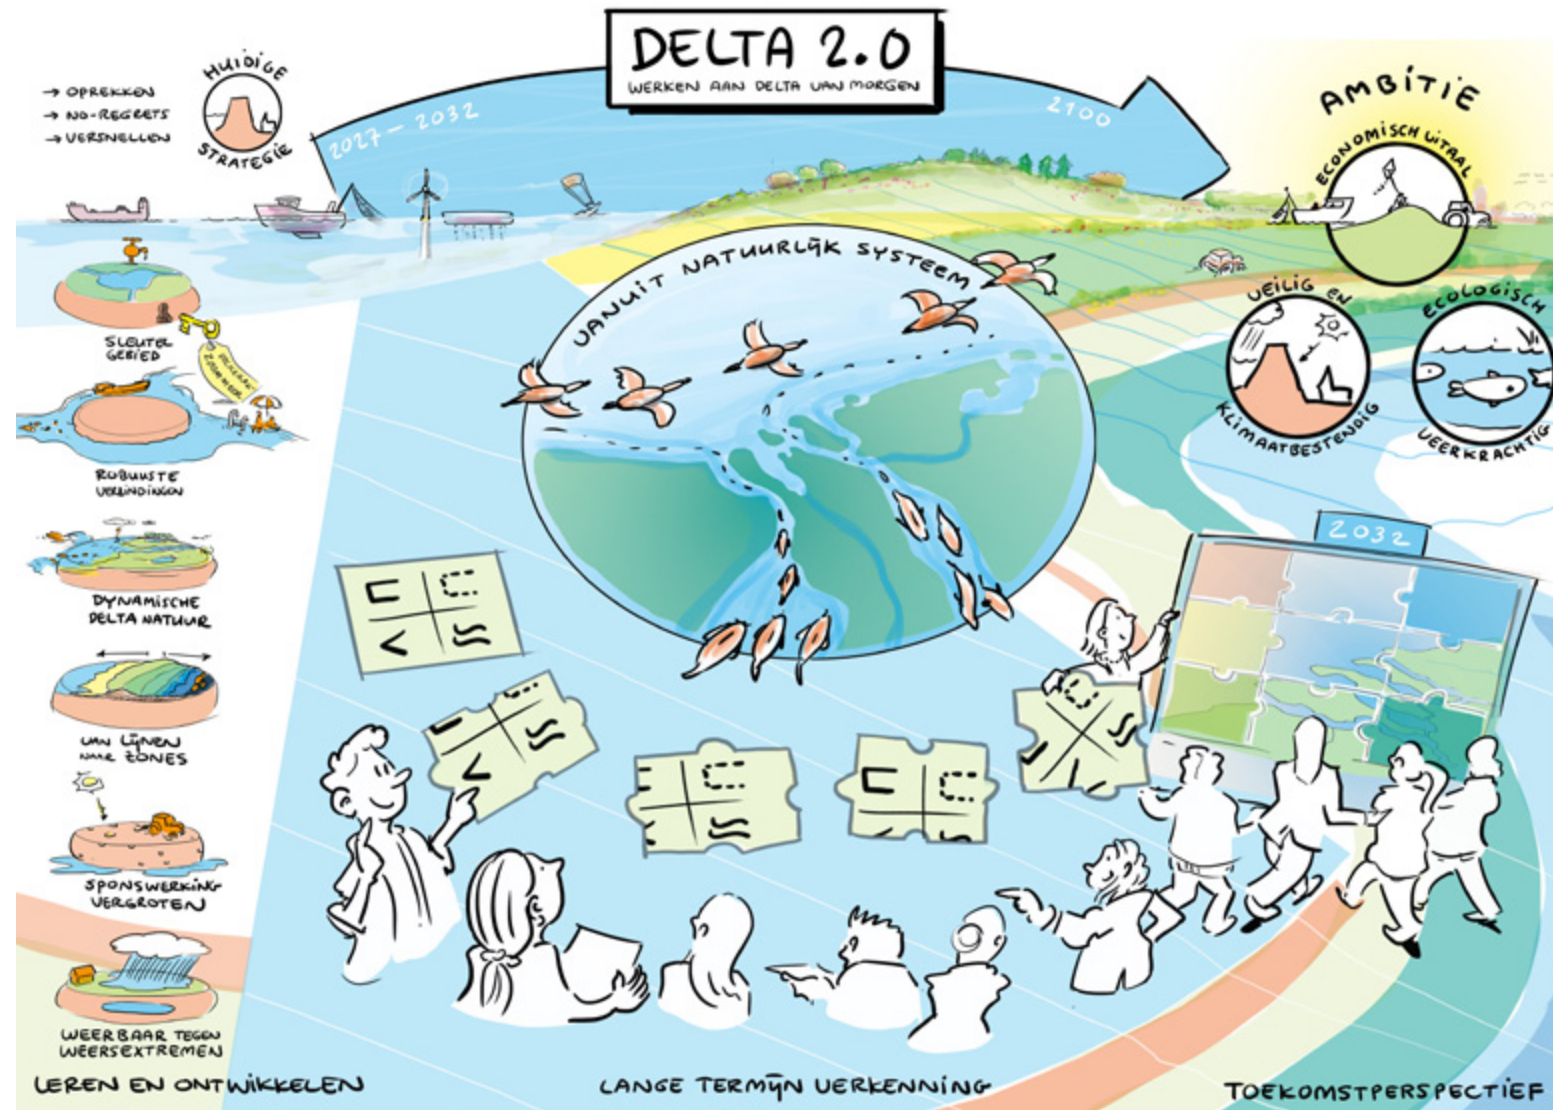 DELTA 2.0
WERKEN AAN DELTA VAN MORGEN
→ OPREKKEN
→ NO-REGRETS
→ VERSNELLEN
HUIDIGE
STRATEGIE
2027 - 2032
2100
AMBITIE
ECONOMISCH VITAAL
VEILIG EN
KLIMAATBESTENDIG
ECOLOGISCH
VEERKRACHTIG
VANUIT NATUURLIJK SYSTEEM
SLEUTEL
GEBIED
ROBUUSTE
VERBINDINGEN
DYNAMISCHE
DELTA NATUUR
VAN LIJNEN
NAAR ZONES
SPONSWERKING
VERGROTEN
WEERBAAR TEGEN
WEERSEXTREMEN
2032
LEREN EN ONTWIKKELEN
LANGE TERMIJN VERKENNING
TOEKOMSTPERSPECTIEF